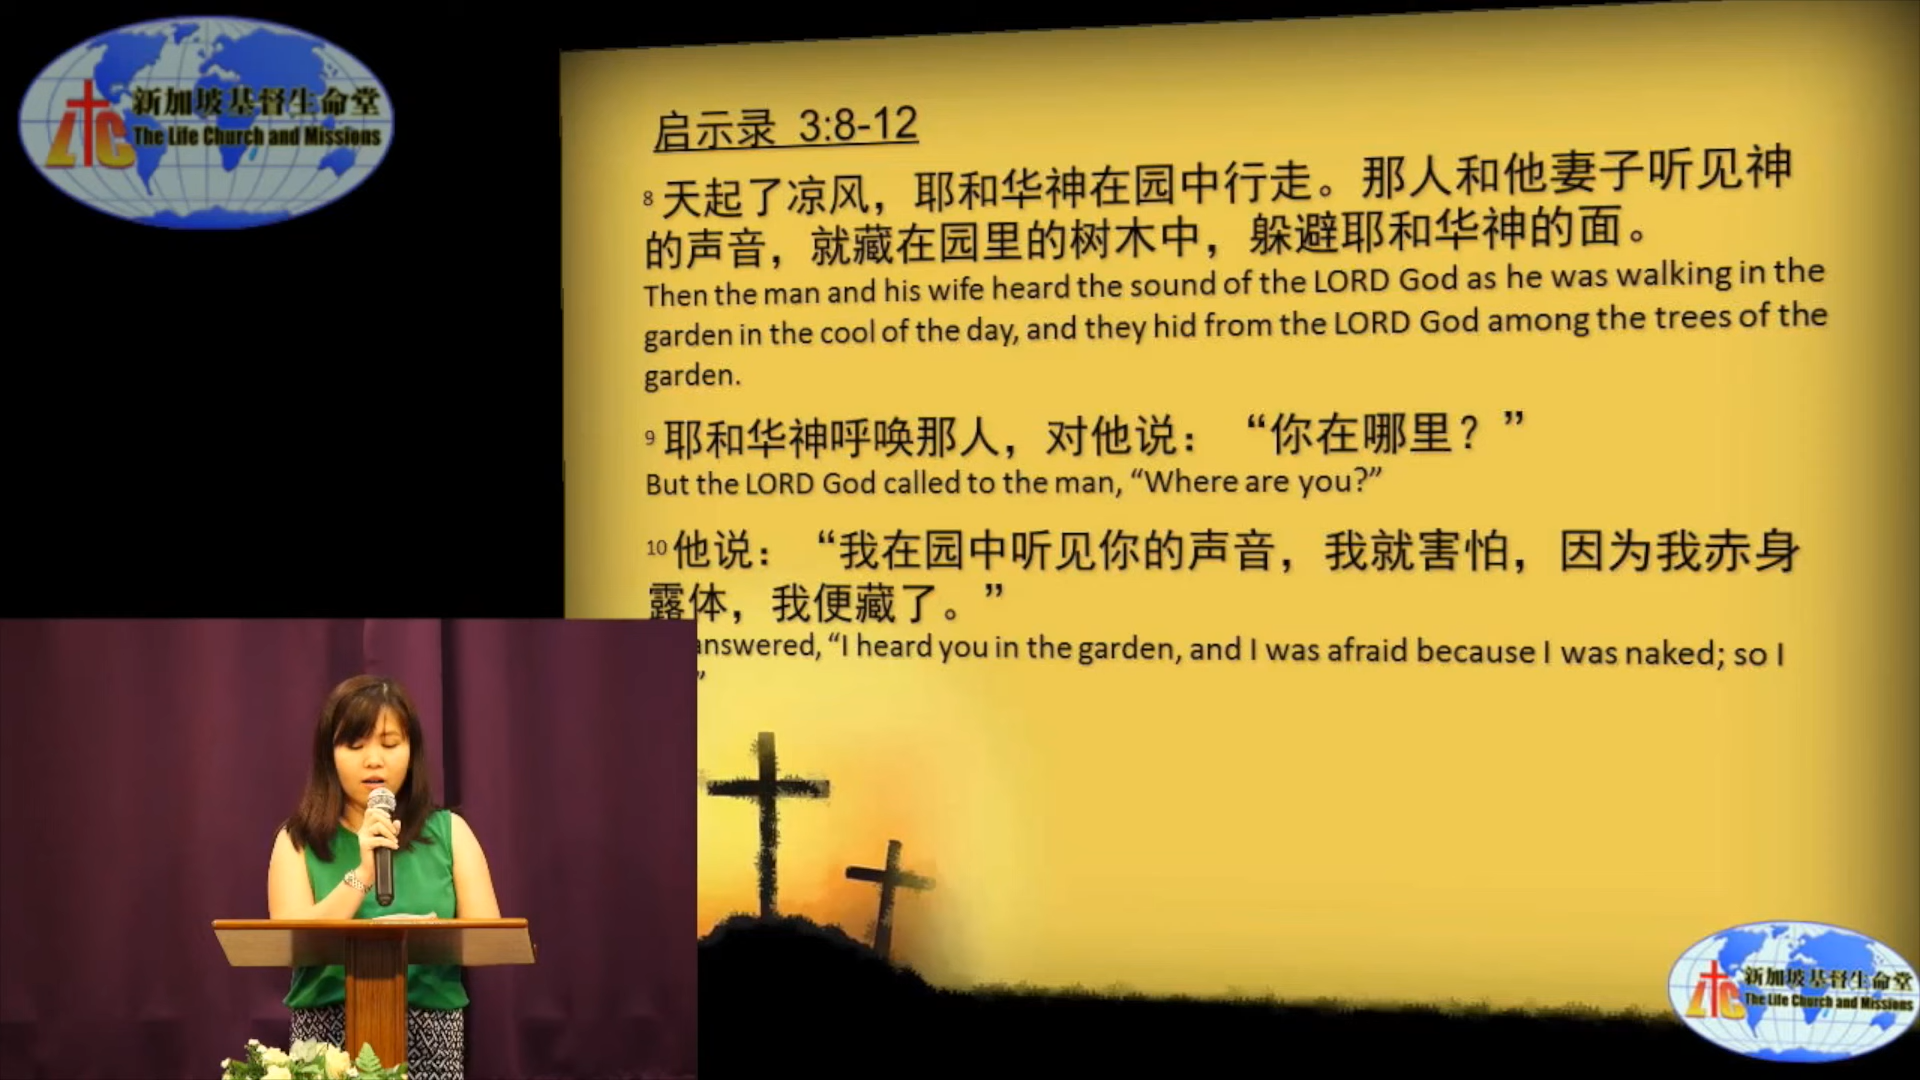 新加坡基督生命堂
The Life Church and Missions
LTC
启示录 3:8-12
8 天起了凉风，耶和华神在园中行走。那人和他妻子听见神
的声音，就藏在园里的树木中，躲避耶和华神的面。
Then the man and his wife heard the sound of the LORD God as he was walking in the
garden in the cool of the day, and they hid from the LORD God among the trees of the
garden.
9 耶和华神呼唤那人，对他说：“你在哪里？”
But the LORD God called to the man, “Where are you?”
10 他说：“我在园中听见你的声音，我就害怕，因为我赤身
露体，我便藏了。”
answered, “I heard you in the garden, and I was afraid because I was naked; so I
”
新加坡基督生命堂
The Life Church and Missions
LTC